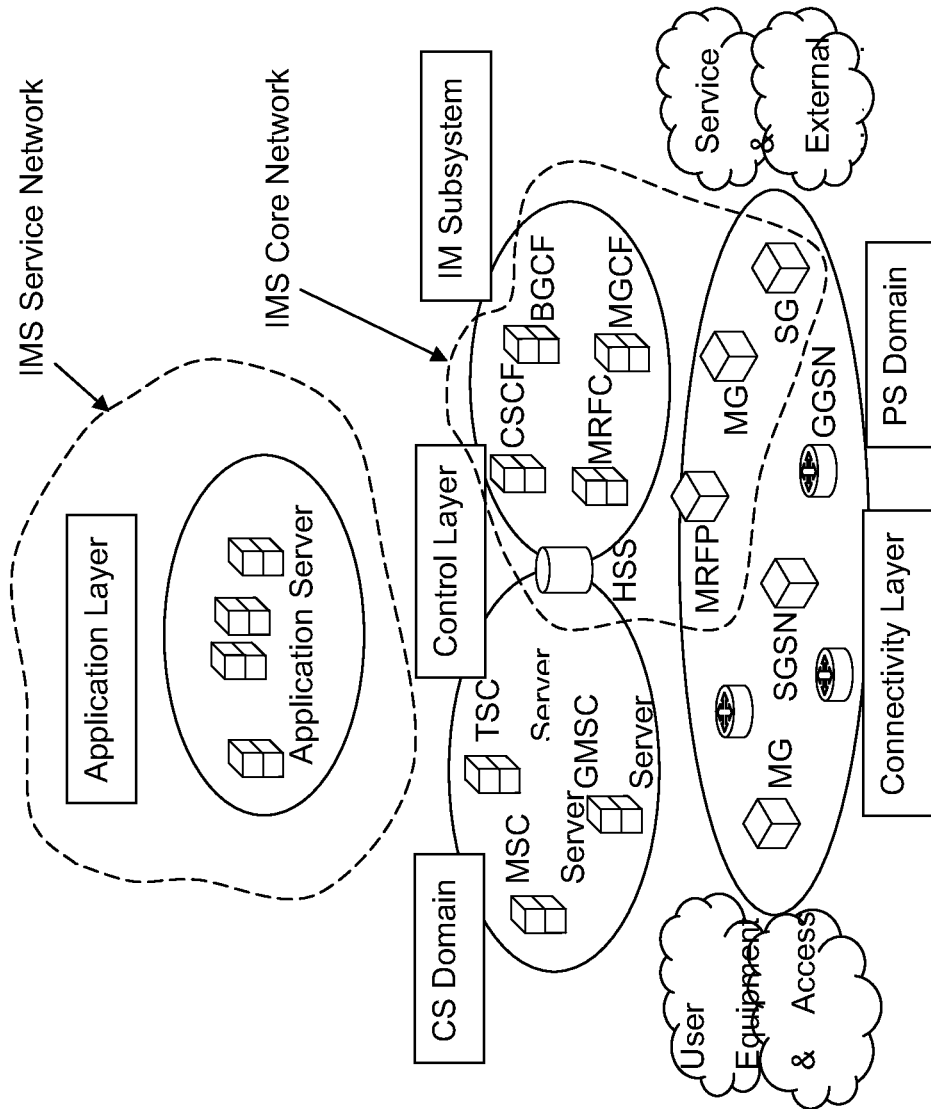 IMS Service Network
Application Layer
Application Server
IMS Core Network
CS Domain
Control Layer
IM Subsystem
TSC
Server
MSC
Server
GMSC
Server
CSCF
BGCF
MRFC
MGCF
HSS
MRFP
MG
SG
MG
SGSN
GGSN
User
Equipment
& Access
Service
&
External
Connectivity Layer
PS Domain